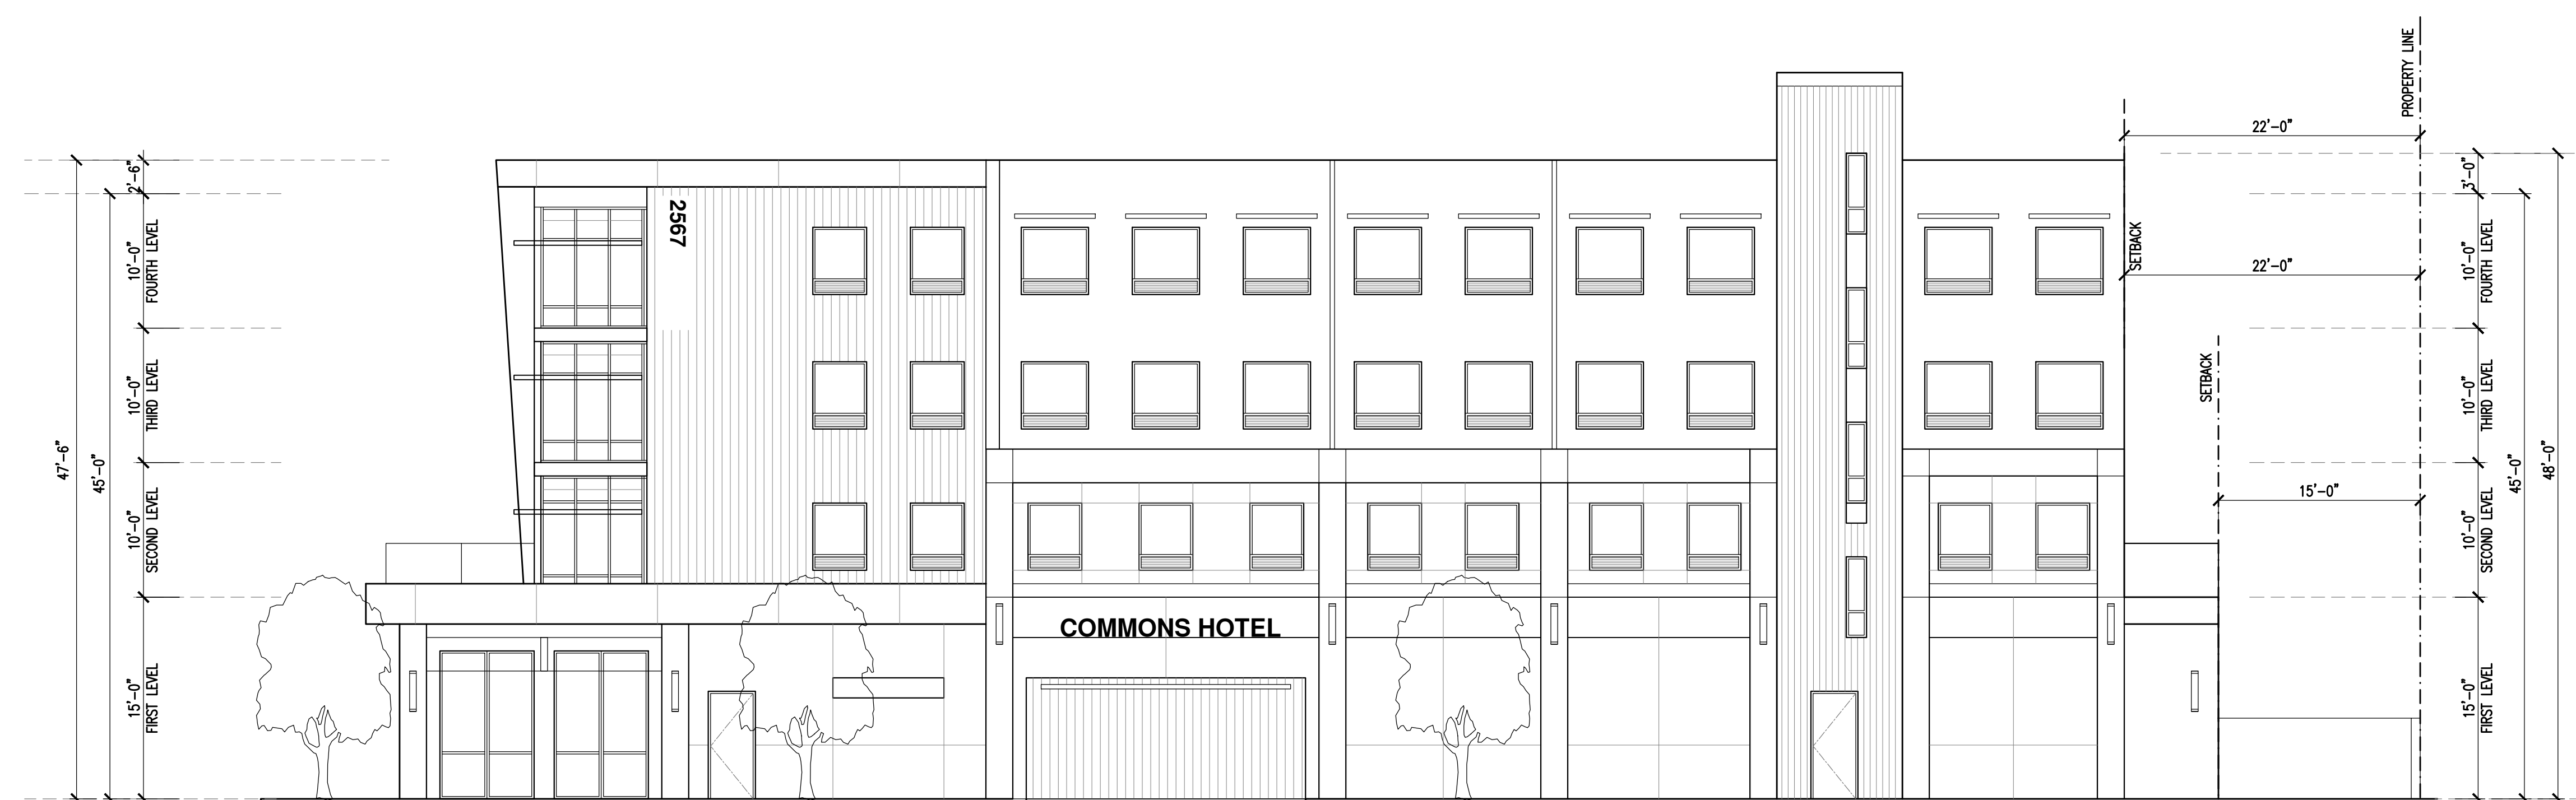 PROPERTY LINE
22'-0"
2'-6"
3'-0"
2567
10'-0"
FOURTH LEVEL
SETBACK
22'-0"
10'-0"
FOURTH LEVEL
10'-0"
THIRD LEVEL
SETBACK
10'-0"
THIRD LEVEL
47'-6"
45'-0"
45'-0"
48'-0"
10'-0"
SECOND LEVEL
15'-0"
10'-0"
SECOND LEVEL
COMMONS HOTEL
15'-0"
FIRST LEVEL
15'-0"
FIRST LEVEL